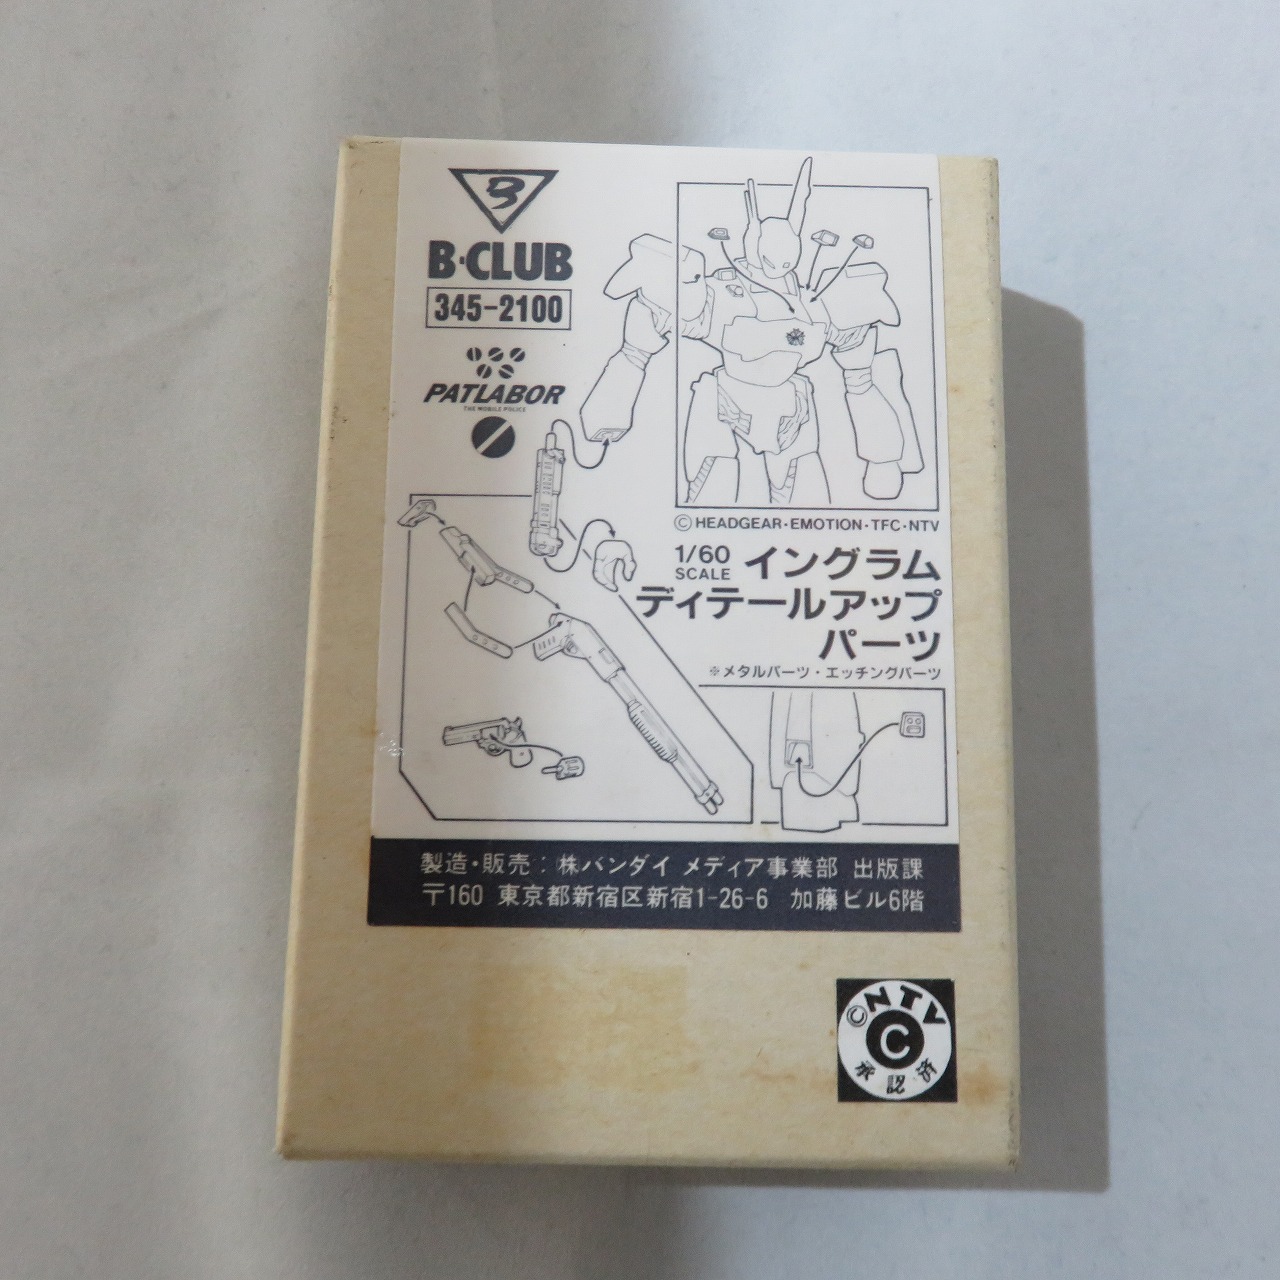 B
B-CLUB
345-2100
PATLABOR
THE MOBILE POLICE
©HEADGEAR・EMOTION・TFC・NTV
1/60 SCALE イングラム
ディテールアップ
パーツ
※メタルパーツ・エッチングパーツ
製造・販売：株バンダイ メディア事業部 出版課
〒160 東京都新宿区新宿1-26-6 加藤ビル6階
©NTV
C
承認済